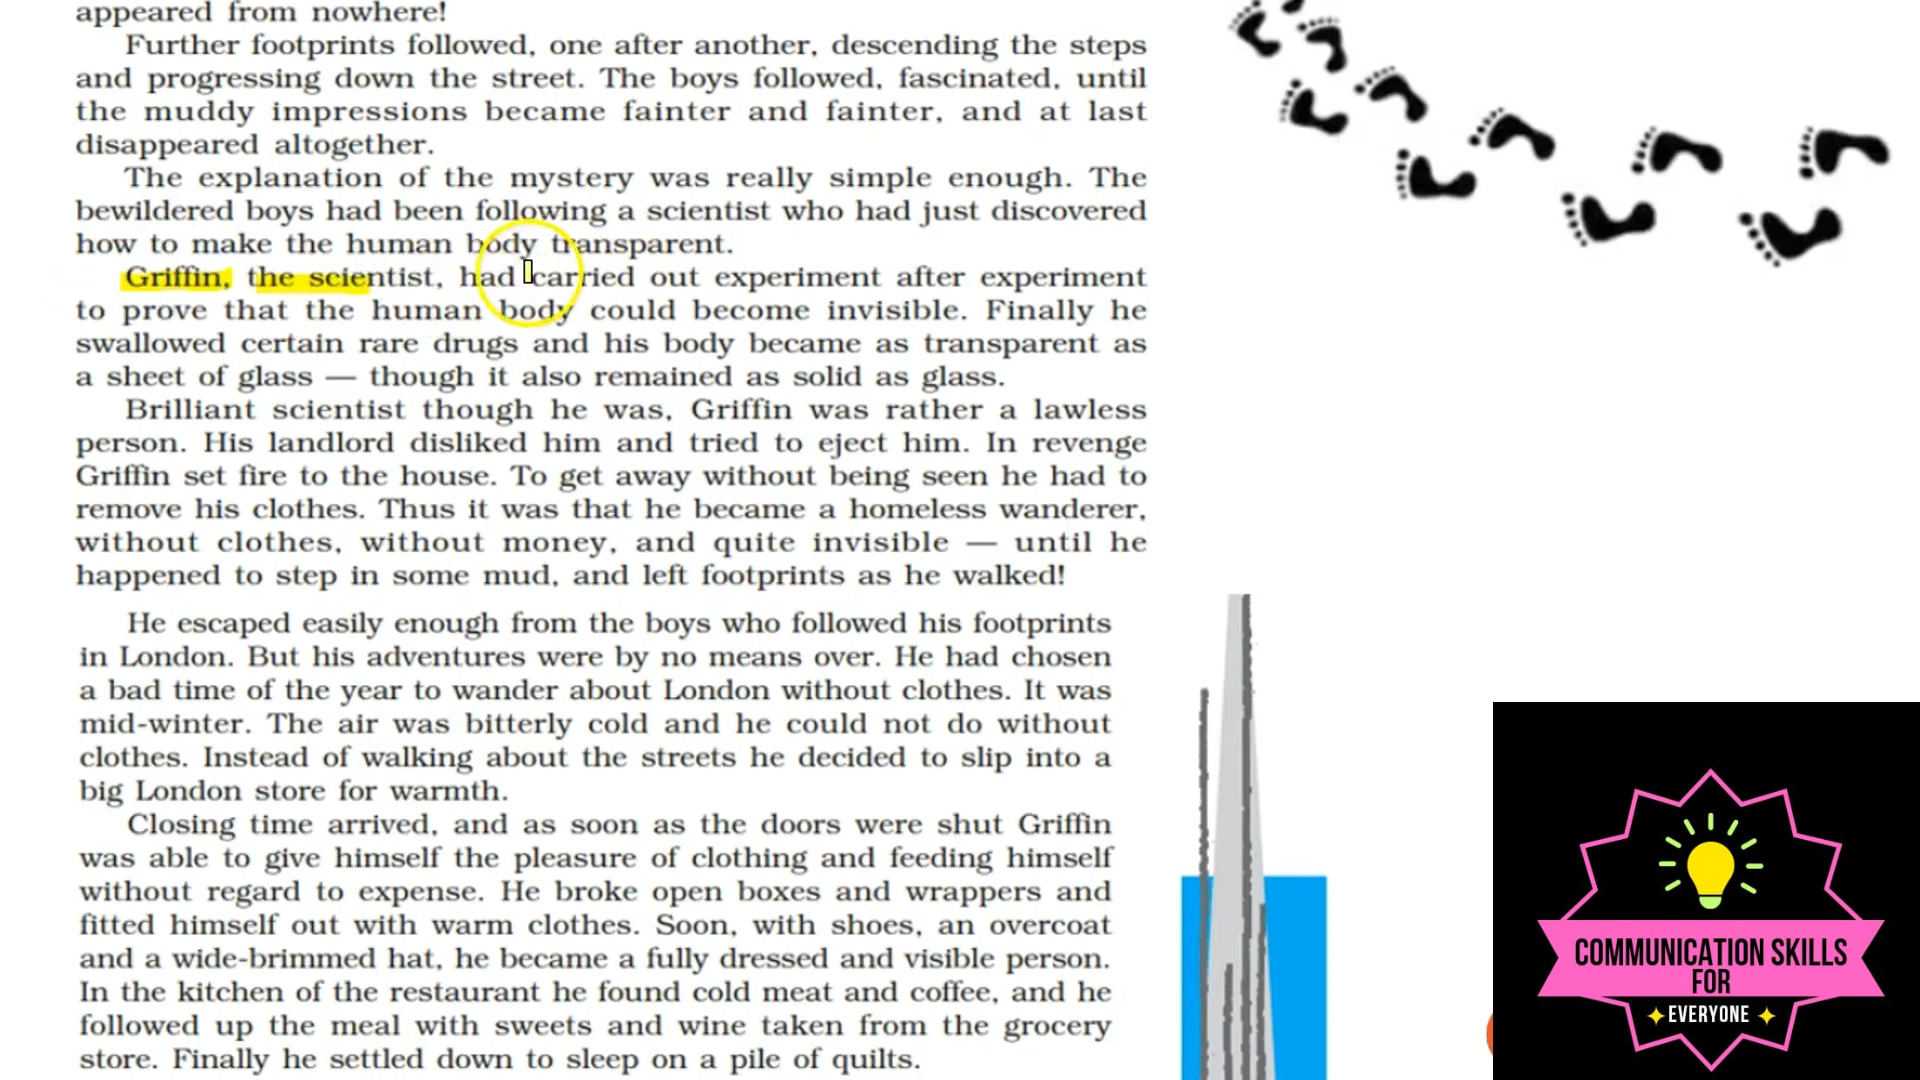 appeared from nowhere!
Further footprints followed, one after another, descending the steps
and progressing down the street. The boys followed, fascinated, until
the muddy impressions became fainter and fainter, and at last
disappeared altogether.
The explanation of the mystery was really simple enough. The
bewildered boys had been following a scientist who had just discovered
how to make the human body transparent.
Griffin, the scientist, had carried out experiment after experiment
to prove that the human body could become invisible. Finally he
swallowed certain rare drugs and his body became as transparent as
a sheet of glass — though it also remained as solid as glass.
Brilliant scientist though he was, Griffin was rather a lawless
person. His landlord disliked him and tried to eject him. In revenge
Griffin set fire to the house. To get away without being seen he had to
remove his clothes. Thus it was that he became a homeless wanderer,
without clothes, without money, and quite invisible — until he
happened to step in some mud, and left footprints as he walked!
He escaped easily enough from the boys who followed his footprints
in London. But his adventures were by no means over. He had chosen
a bad time of the year to wander about London without clothes. It was
mid-winter. The air was bitterly cold and he could not do without
clothes. Instead of walking about the streets he decided to slip into a
big London store for warmth.
Closing time arrived, and as soon as the doors were shut Griffin
was able to give himself the pleasure of clothing and feeding himself
without regard to expense. He broke open boxes and wrappers and
fitted himself out with warm clothes. Soon, with shoes, an overcoat
and a wide-brimmed hat, he became a fully dressed and visible person.
In the kitchen of the restaurant he found cold meat and coffee, and he
followed up the meal with sweets and wine taken from the grocery
store. Finally he settled down to sleep on a pile of quilts.
COMMUNICATION SKILLS
FOR
EVERYONE